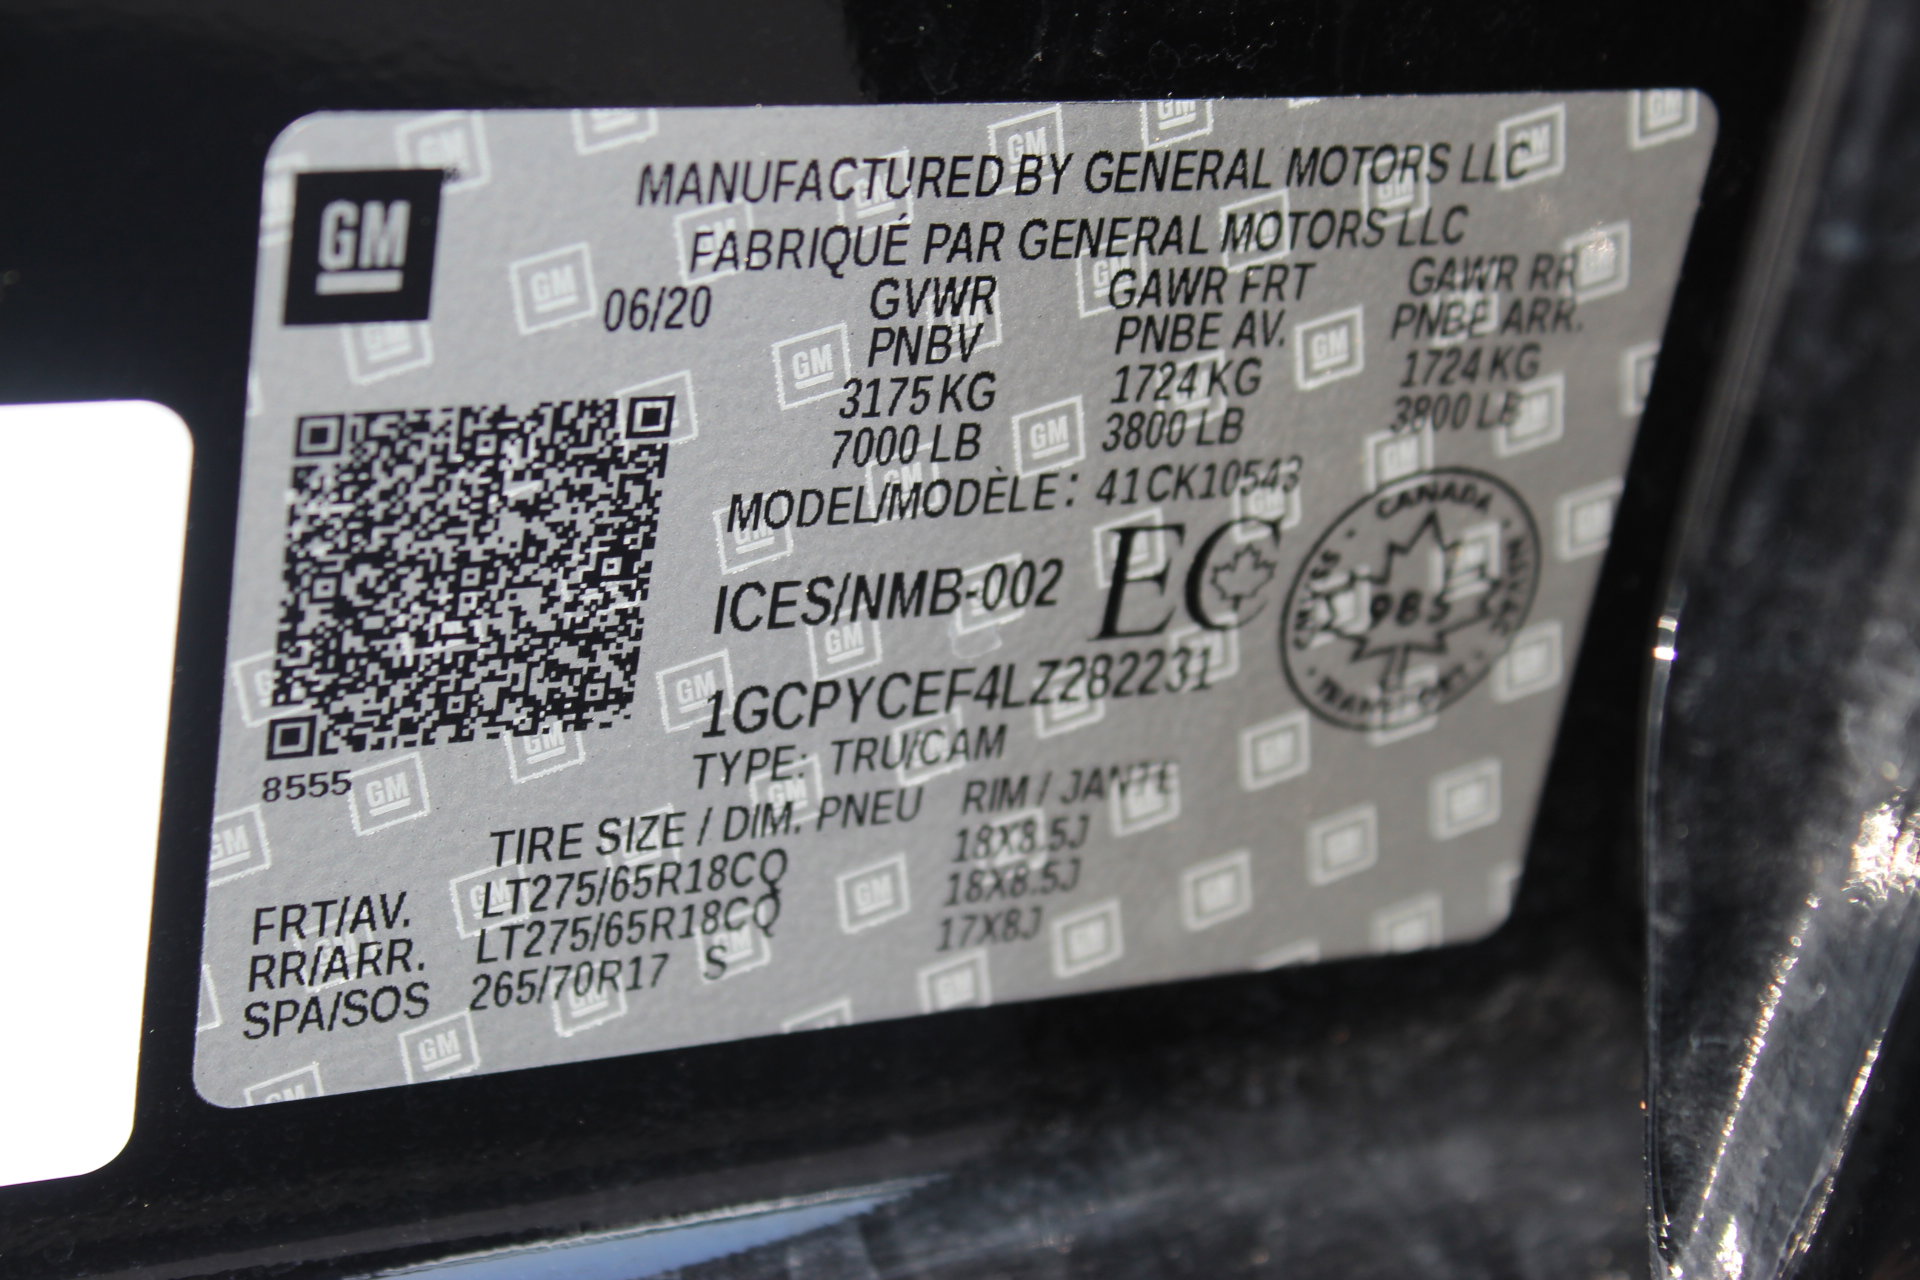 GM
MANUFACTURED BY GENERAL MOTORS LLC
FABRIQUÉ PAR GENERAL MOTORS LLC
06/20 GVWR GAWR FRT GAWR RR
PNBV PNBE AV. PNBE ARR.
3175 KG 1724 KG 1724 KG
7000 LB 3800 LB 3800 LB
MODEL/MODÈLE: 41CK10543
ICES/NMB-002 EC
CANADA
985
TRANSPORT
1GCPYCEF4LZ282231
TYPE: TRU/CAM
8555
TIRE SIZE / DIM. PNEU RIM / JANTE
FRT/AV. LT275/65R18CQ 18X8.5J
RR/ARR. LT275/65R18CQ 18X8.5J
SPA/SOS 265/70R17 S 17X8J